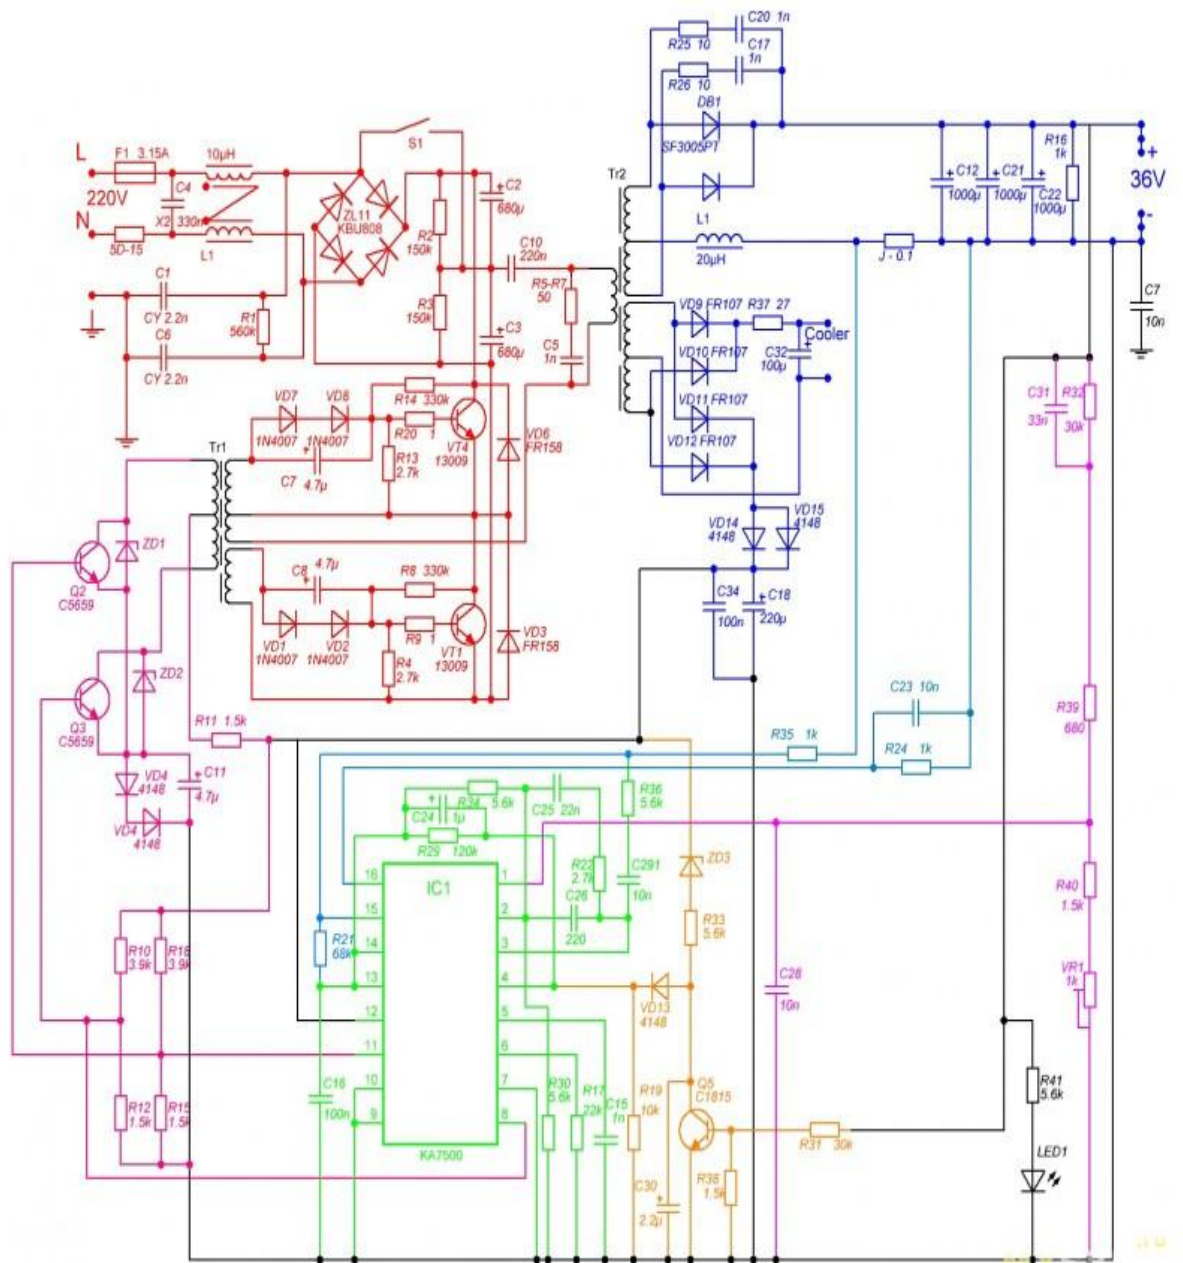 C20 1n
R25 10
C17
1n
R26 10
DB1
SF3005PT
S1
L
F1 3.15A
10µH
220V
C4
X2 330n
N
5D-15
L1
ZL11
KBU808
C2
680µ
R2
150k
C10
220n
R3
150k
C3
680µ
R5-R7
50
C5
1n
Tr2
L1
20µH
J - 0.1
C12
1000µ
C21
1000µ
C22
1000µ
R16
1k
+
36V
-
C7
10n
C1
CY 2.2n
R1
560k
C6
CY 2.2n
VD9 FR107
R37 27
Cooler
VD10 FR107
C32
100µ
VD11 FR107
VD12 FR107
VD7
1N4007
VD8
1N4007
R14 330k
R20 1
VT4
13009
VD6
FR158
R13
2.7k
C7
4.7µ
Tr1
C31
33n
R32
30k
VD14
4148
VD15
4148
ZD1
Q2
C5659
C8
4.7µ
R8 330k
VD1
1N4007
VD2
1N4007
R9 1
VT1
13009
VD3
FR158
R4
2.7k
C34
100n
C18
220µ
ZD2
Q3
C5659
R11 1.5k
VD4
4148
C11
4.7µ
VD4
4148
R35 1k
C23 10n
R24 1k
R39
680
R34
5.6k
C24
1µ
C25 22n
R36
5.6k
R29 120k
R22
2.7k
C291
10n
ZD3
16
IC1
1
15
2
C26
220
R33
5.6k
R40
1.5k
R21
68k
14
3
13
4
R10
3.9k
R18
3.9k
VD13
4148
C28
10n
VR1
1k
12
5
11
6
10
7
9
8
C16
100n
R30
5.6k
R17
22k
C15
1n
R19
10k
Q5
C1815
R41
5.6k
R12
1.5k
R15
1.5k
KA7500
R31 30k
LED1
C30
2.2µ
R38
1.5k
.ru